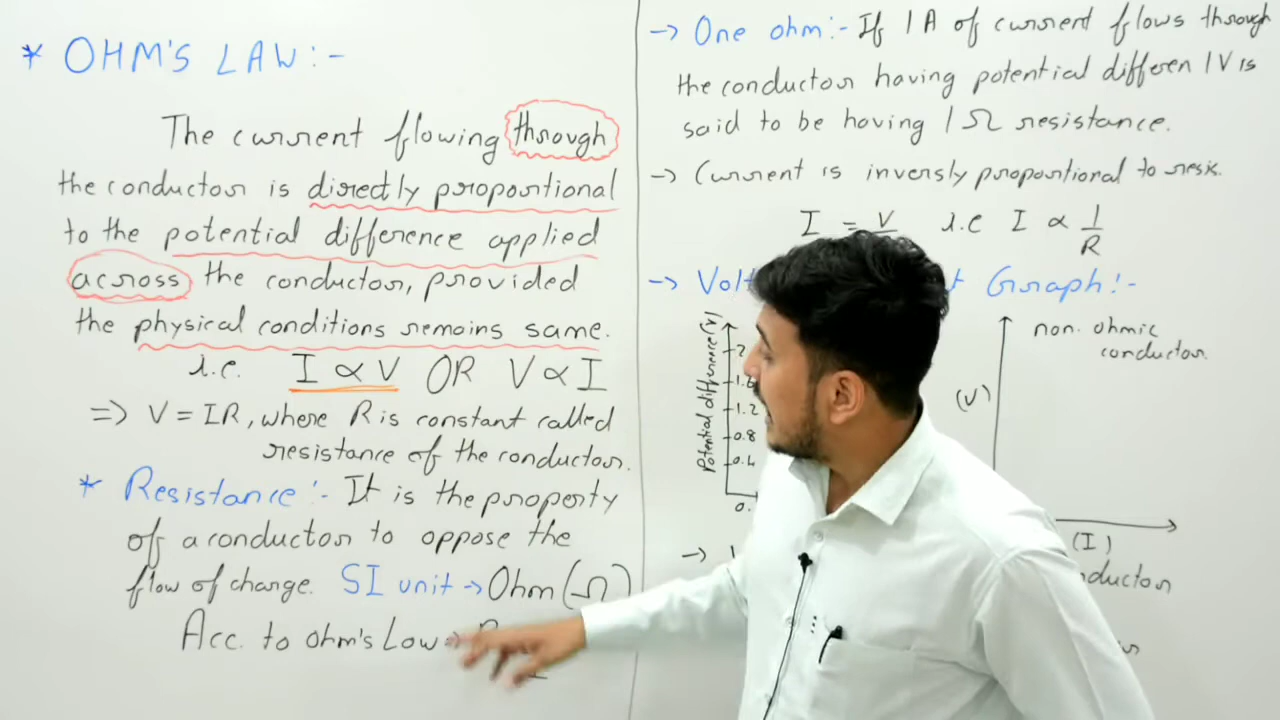 * OHM'S LAW:-
The current flowing through
the conductor is directly proportional
to the potential difference applied
across the conductor, provided
the physical conditions remains same.
i.e. I ∝ V OR V ∝ I
=> V = IR, where R is constant called
resistance of the conductor.
* Resistance:- It is the property
of a conductor to oppose the
flow of charge. SI unit → Ohm (Ω)
Acc. to Ohm's Law →
→ One ohm:- If 1A of current flows through
the conductor having potential differen 1V is
said to be having 1Ω resistance.
→ Current is inversly proportional to resis.
I = V i.e I ∝ 1/R
→ Graph:-
Potential difference (V)
2
1.6
1.2
0.8
0.4
0.
non. ohmic
conductor.
(V)
(I)
→